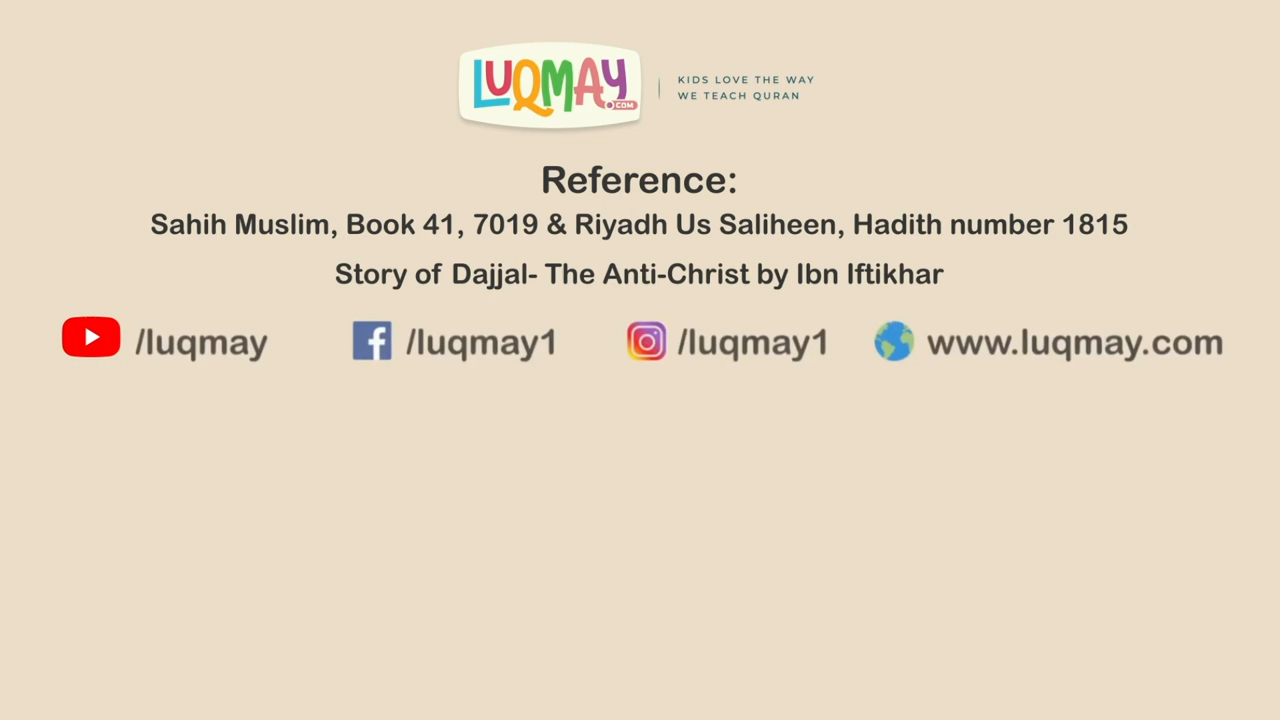 LUQMAY
.COM
KIDS LOVE THE WAY
WE TEACH QURAN
Reference:
Sahih Muslim, Book 41, 7019 & Riyadh Us Saliheen, Hadith number 1815
Story of Dajjal- The Anti-Christ by Ibn Iftikhar
/luqmay /luqmay1 /luqmay1 www.luqmay.com